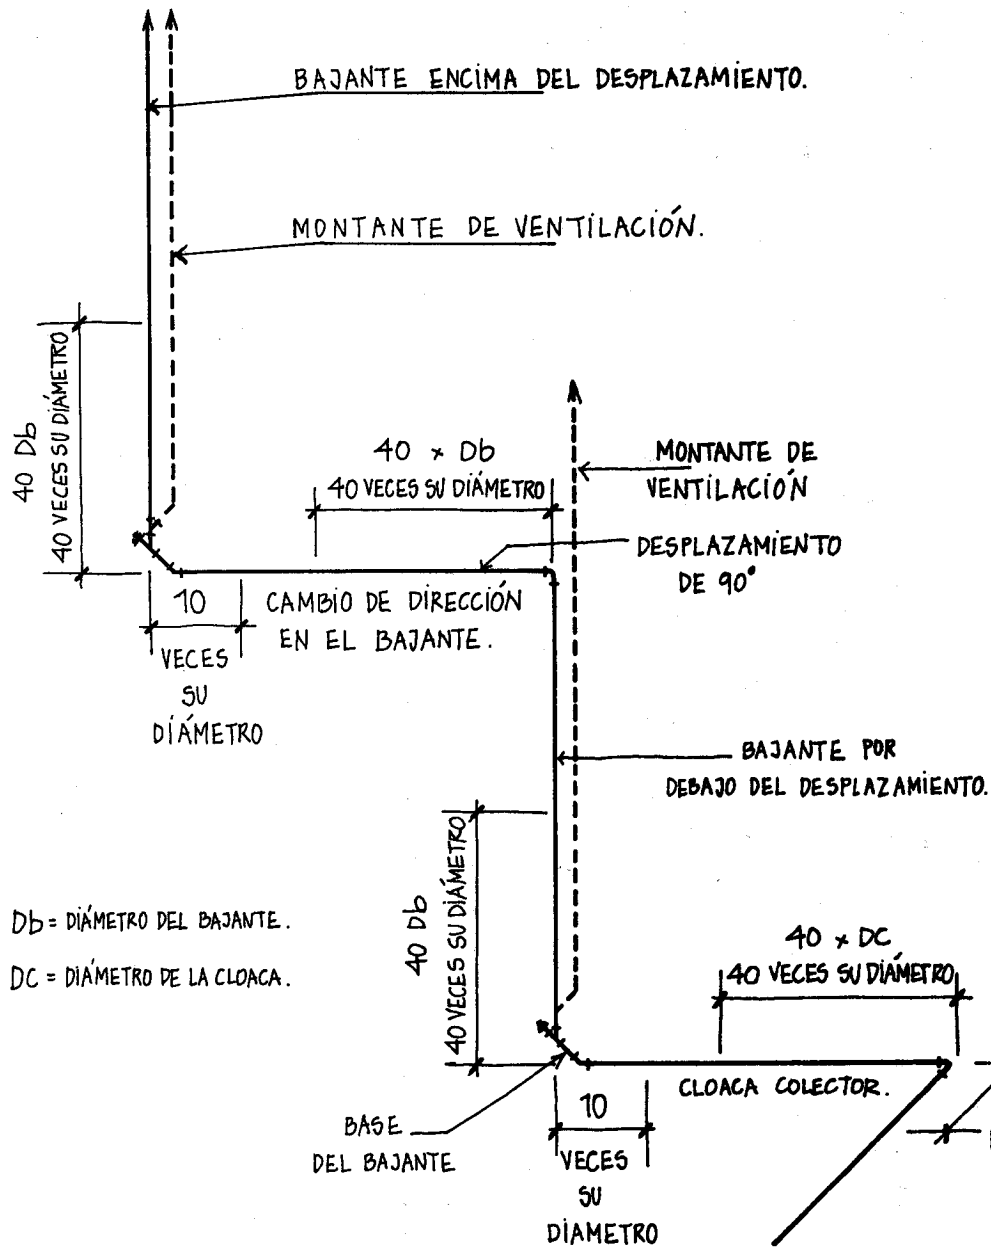 BAJANTE ENCIMA DEL DESPLAZAMIENTO.
MONTANTE DE VENTILACIÓN.
40 Db
40 VECES SU DIÁMETRO
40 x Db
40 VECES SU DIÁMETRO
MONTANTE DE
VENTILACIÓN
DESPLAZAMIENTO
DE 90°
10
VECES
SU
DIÁMETRO
CAMBIO DE DIRECCIÓN
EN EL BAJANTE.
BAJANTE POR
DEBAJO DEL DESPLAZAMIENTO.
40 Db
40 VECES SU DIÁMETRO
Db = DIÁMETRO DEL BAJANTE.
DC = DIÁMETRO DE LA CLOACA.
40 x DC
40 VECES SU DIÁMETRO
CLOACA COLECTOR.
BASE
DEL BAJANTE
10
VECES
SU
DIAMETRO